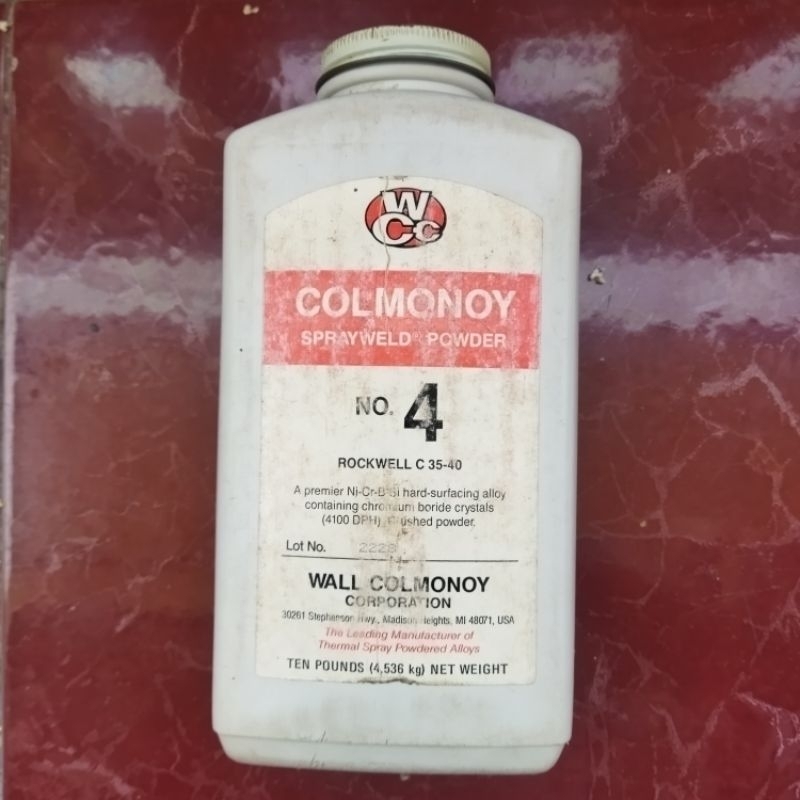 WCC
COLMONOY
SPRAYWELD® POWDER
NO. 4
ROCKWELL C 35-40
A premier Ni-Cr-B-Si hard-surfacing alloy
containing chromium boride crystals
(4100 DPH). powder.
Lot No.
WALL COLMONOY
CORPORATION
30261 Stephenson Hwy., Madison Heights, MI 48071, USA
The Leading Manufacturer of
Thermal Spray Powdered Alloys
TEN POUNDS (4,536 kg) NET WEIGHT